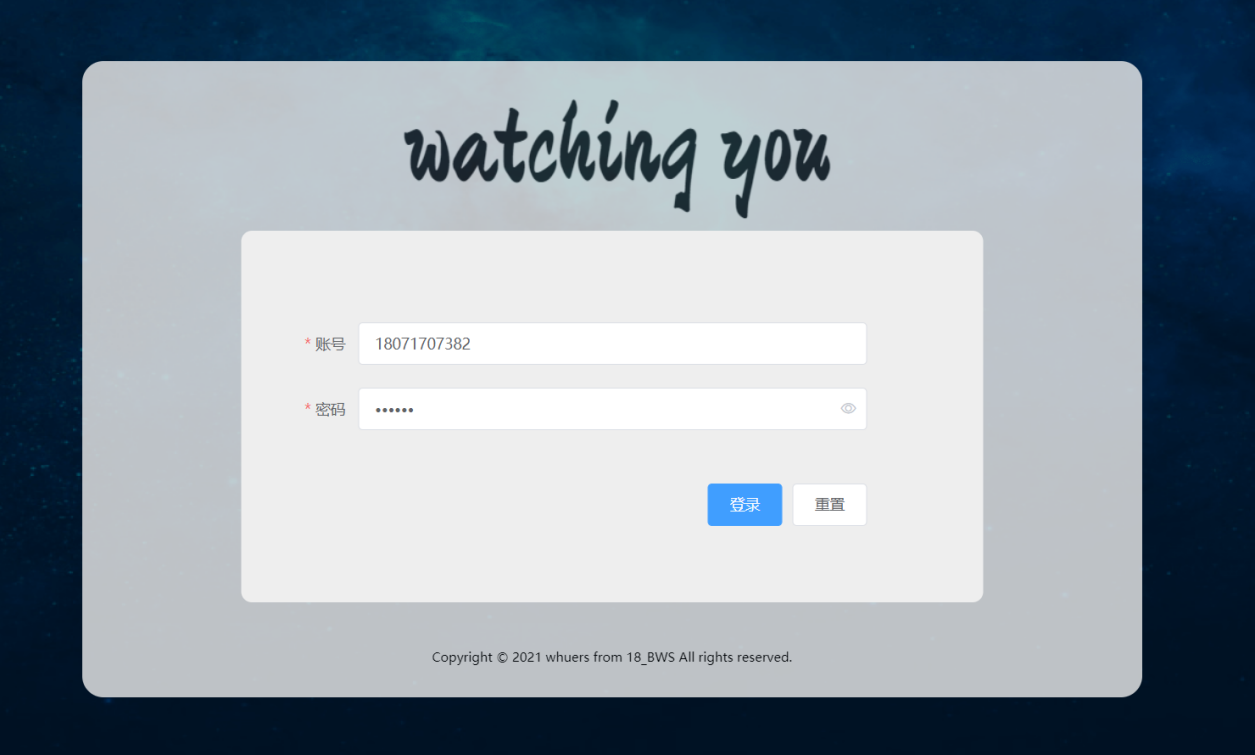 watching you
* 账号 18071707382
* 密码 ••••••
登录 重置
Copyright © 2021 whuers from 18_BWS All rights reserved.